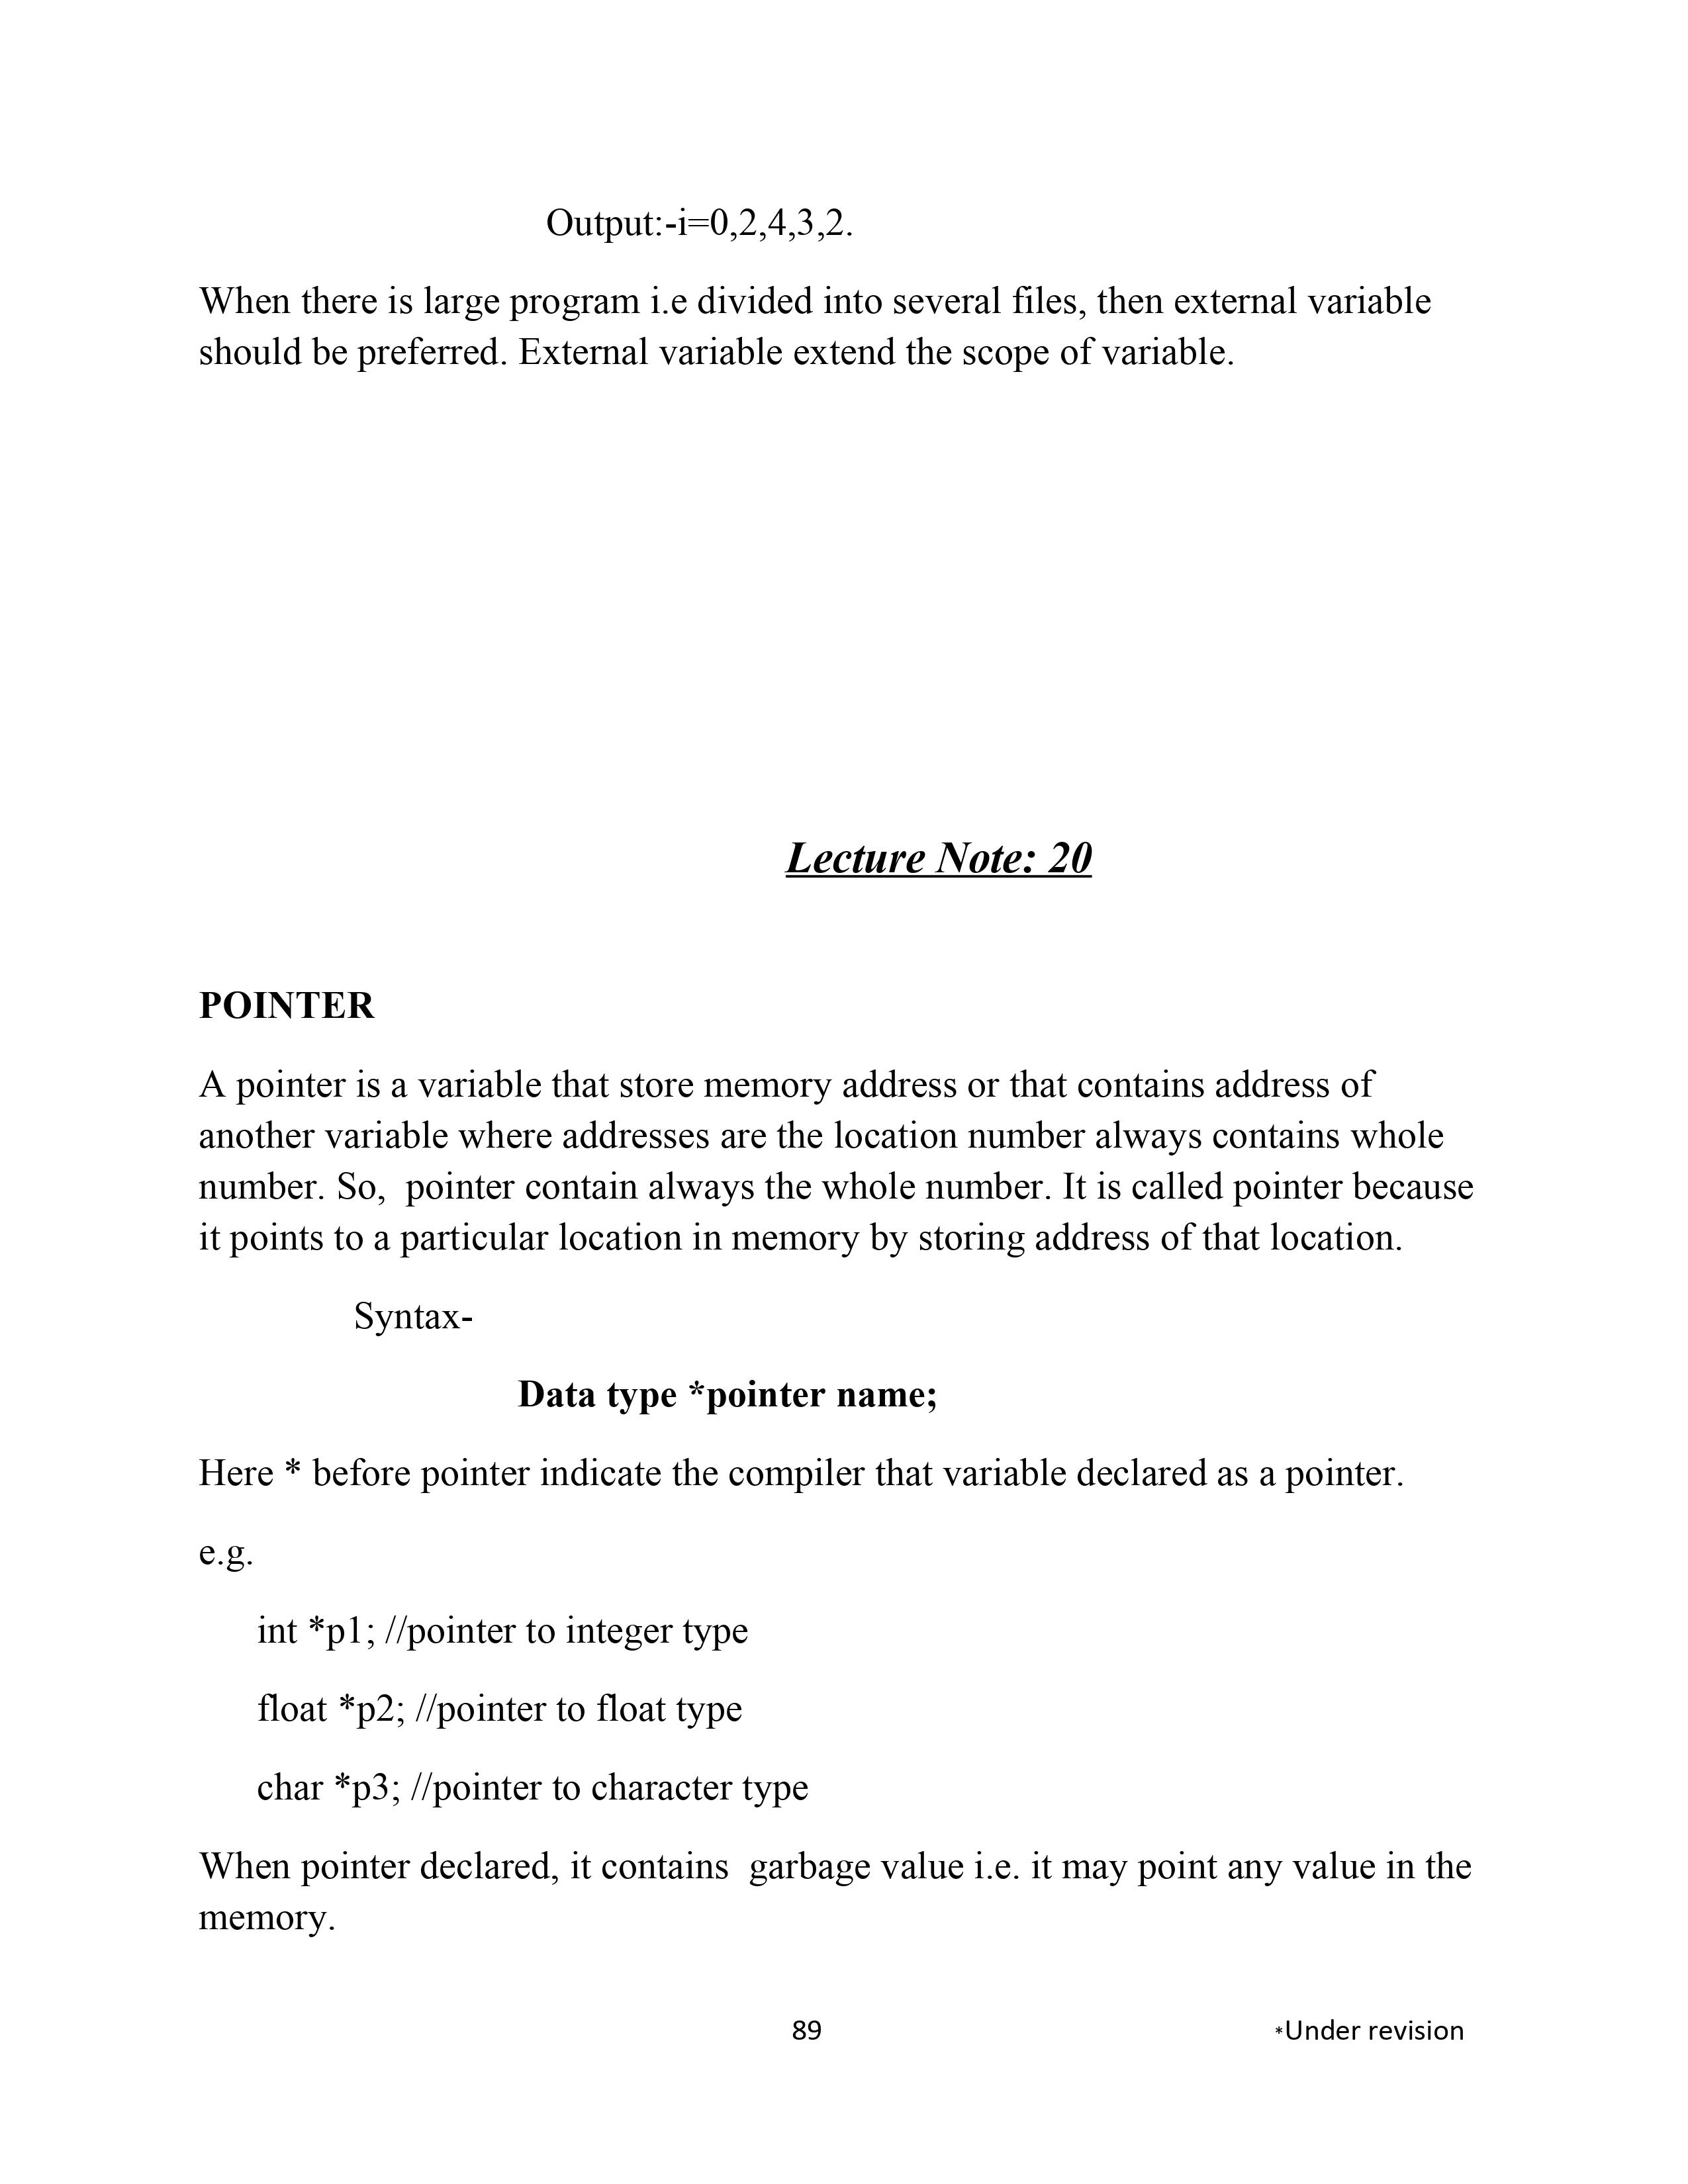 Output:-i=0,2,4,3,2.
When there is large program i.e divided into several files, then external variable
should be preferred. External variable extend the scope of variable.
Lecture Note: 20
POINTER
A pointer is a variable that store memory address or that contains address of
another variable where addresses are the location number always contains whole
number. So,  pointer contain always the whole number. It is called pointer because
it points to a particular location in memory by storing address of that location.
Syntax-
Data type *pointer name;
Here * before pointer indicate the compiler that variable declared as a pointer.
e.g.
int *p1; //pointer to integer type
float *p2; //pointer to float type
char *p3; //pointer to character type
When pointer declared, it contains  garbage value i.e. it may point any value in the
memory.
89 *Under revision